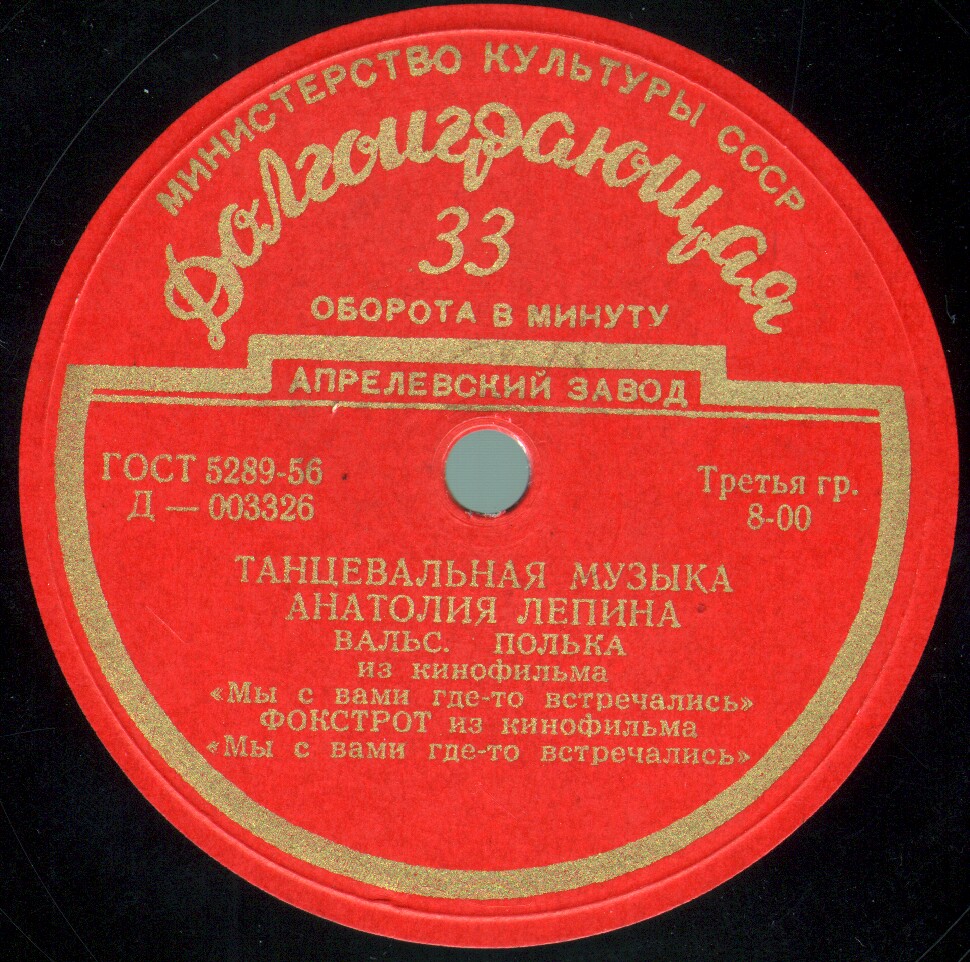 МИНИСТЕРСТВО КУЛЬТУРЫ СССР
Долгоиграющая
33
ОБОРОТА В МИНУТУ
АПРЕЛЕВСКИЙ ЗАВОД
ГОСТ 5289-56
Д — 003326
Третья гр.
8-00
ТАНЦЕВАЛЬНАЯ МУЗЫКА
АНАТОЛИЯ ЛЕПИНА
ВАЛЬС. ПОЛЬКА
из кинофильма
«Мы с вами где-то встречались»
ФОКСТРОТ из кинофильма
«Мы с вами где-то встречались»